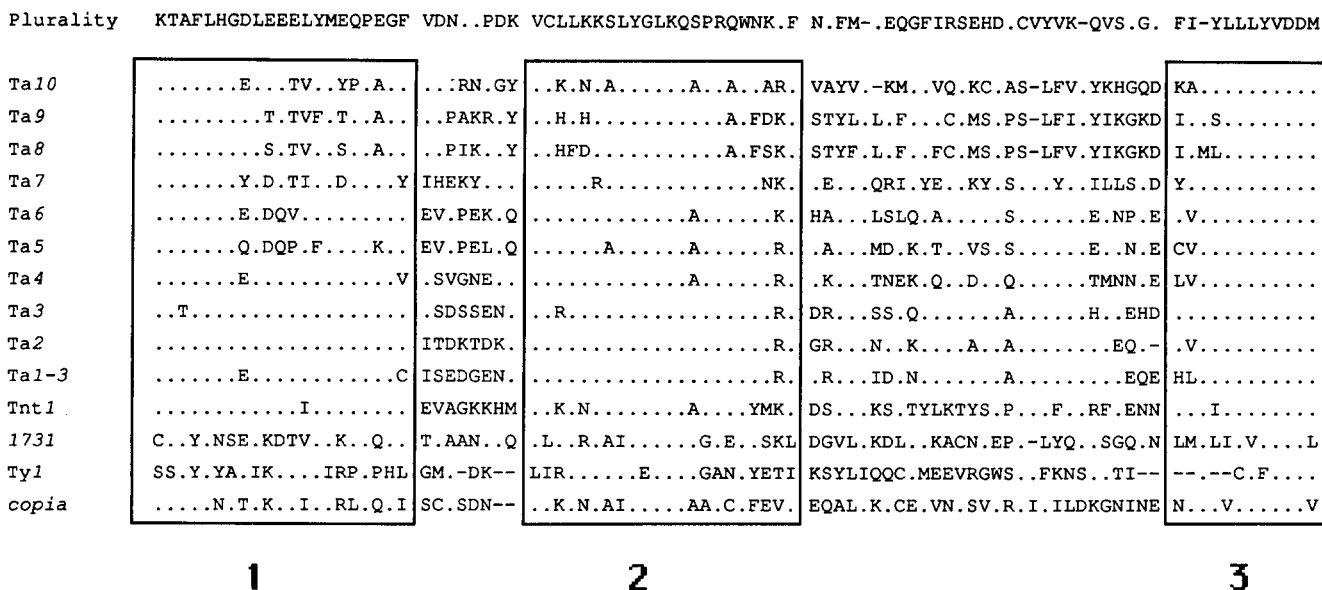 Plurality KTAFLHGDLEEELYMEQPEGF VDN..PDK VCLLKKSLYGLKQSPRQWNK.F N.FM-.EQGFIRSEHD.CVYVK-QVS.G. FI-YLLLYVDDM
Ta10 .......E...TV..YP.A.. ...RN.GY ..K.N.A......A..A..AR. VAYV.-KM..VQ.KC.AS-LFV.YKHGQD KA..........
Ta9 .........T.TVF.T..A.. ..PAKR.Y ..H.H...........A.FDK. STYL.L.F...C.MS.PS-LFI.YIKGKD I..S........
Ta8 .........S.TV..S..A.. ..PIK..Y ..HFD...........A.FSK. STYF.L.F..FC.MS.PS-LFV.YIKGKD I.ML........
Ta7 .......Y.D.TI..D....Y IHEKY... .....R............NK. .E...QRI.YE..KY.S...Y..ILLS.D Y...........
Ta6 .......E.DQV......... EV.PEK.Q .............A......K. HA...LSLQ.A.....S......E.NP.E .V..........
Ta5 .......Q.DQP.F....K.. EV.PEL.Q ......A......A......R. .A...MD.K.T..VS.S......E..N.E CV..........
Ta4 .......E............V .SVGNE.. .............A......R. .K...TNEK.Q..D..Q......TMNN.E LV..........
Ta3 ..T.................. .SDSSEN. ..R.................R. DR...SS.Q.......A......H..EHD ............
Ta2 ..................... ITDKTDK. ....................R. GR...N..K....A..A........EQ.- .V..........
Ta1-3 .......E............C ISEDGEN. ....................R. .R...ID.N.......A.........EQE HL..........
Tnt1 ............I........ EVAGKKHM ..K.N.........A...YMK. DS...KS.TYLKTYS.P...F..RF.ENN ...I........
1731 C..Y.NSE.KDTV..K..Q.. T.AAN..Q .L..R.AI......G.E..SKL DGVL.KDL..KACN.EP.-LYQ..SGQ.N LM.LI.V....L
Ty1 SS.Y.YA.IK....IRP.PHL GM.-DK-- LIR......E....GAN.YETI KSYLIQQC.MEEVRGWS..FKNS..TI-- --.--C.F....
copia .....N.T.K..I..RL.Q.I SC.SDN-- ..K.N.AI.....AA.C.FEV. EQAL.K.CE.VN.SV.R.I.ILDKGNINE N...V.......V
1 2 3